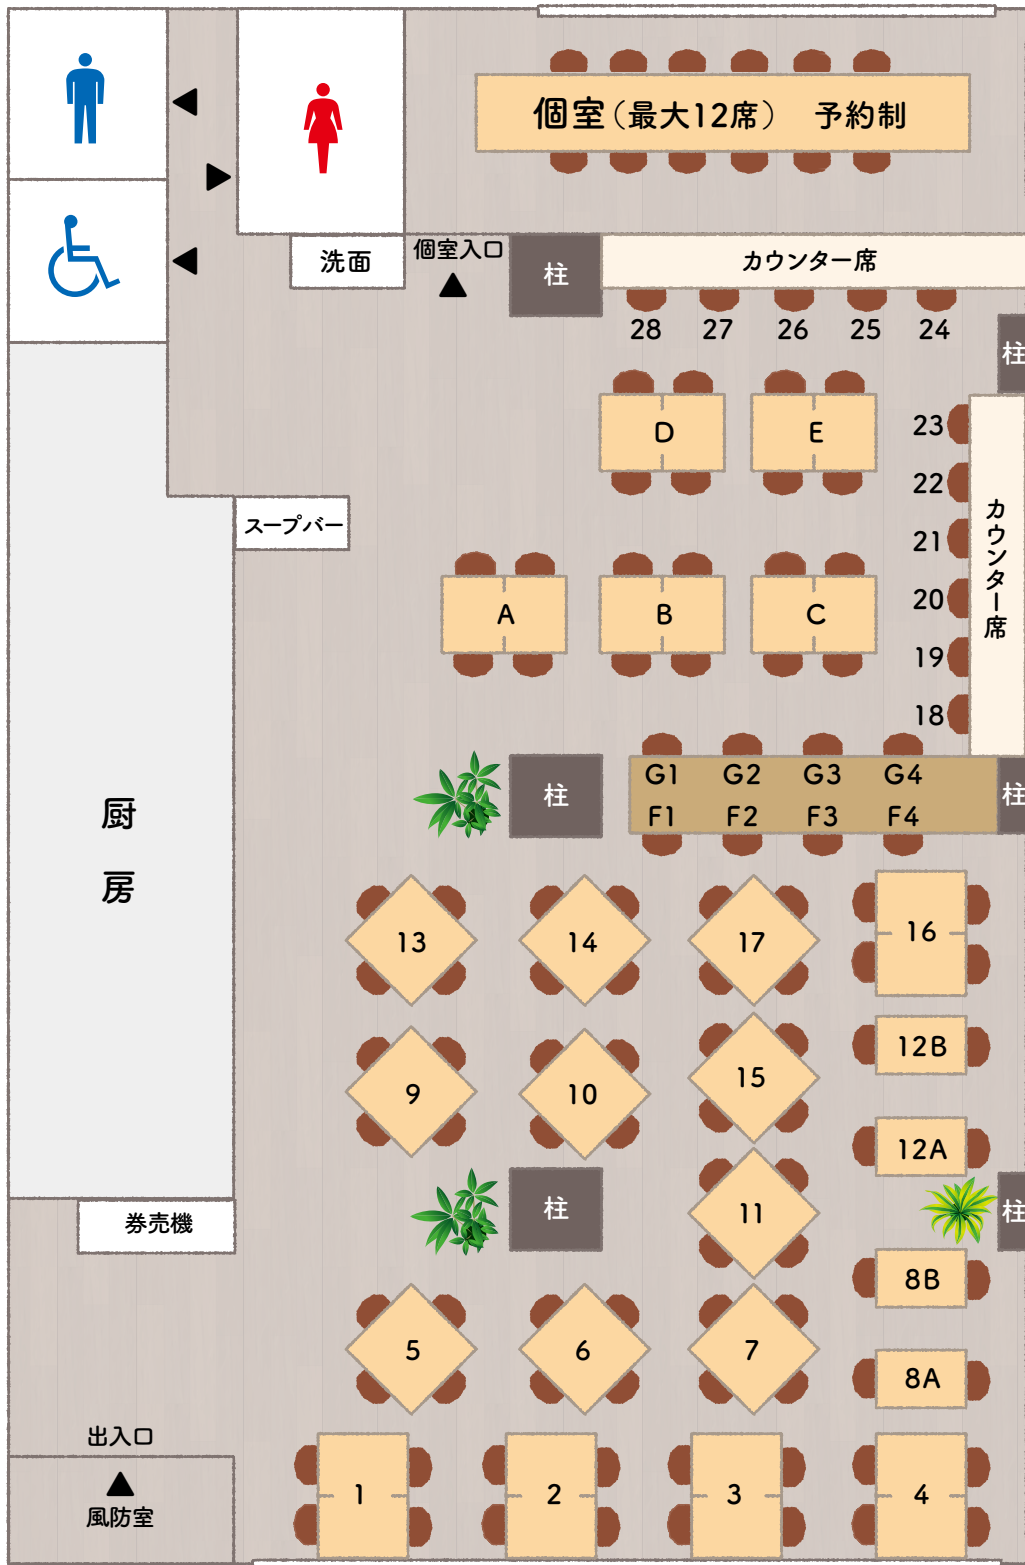 個室（最大12席） 予約制
洗面
個室入口
柱
カウンター席
28 27 26 25 24
柱
D
E
23
22
21
20
19
18
カウンター席
スープバー
A
B
C
厨房
柱
G1 G2 G3 G4
F1 F2 F3 F4
柱
13
14
17
16
9
10
15
12B
12A
11
柱
柱
券売機
8B
5
6
7
8A
出入口
風防室
1
2
3
4